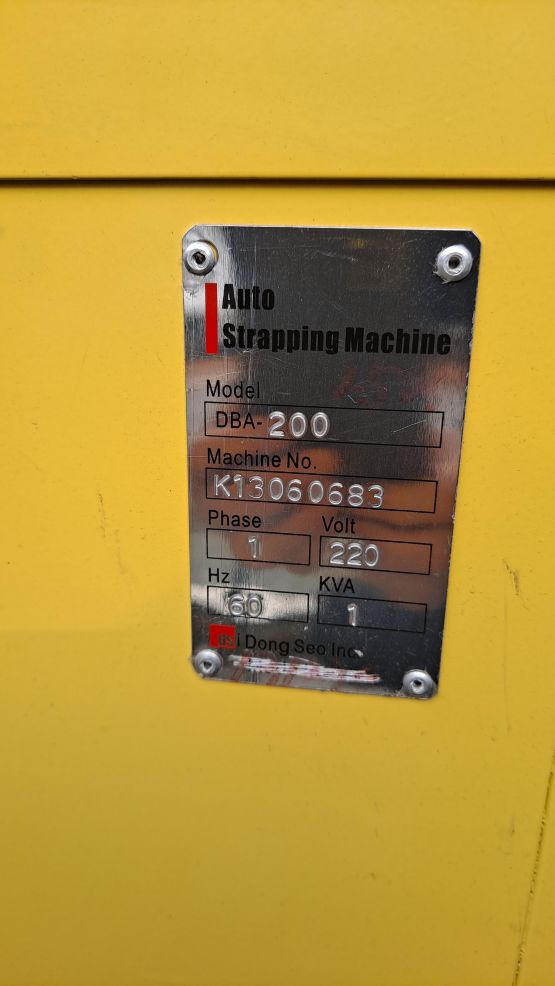 Auto
Strapping Machine
Model
DBA-200
Machine No.
K13060683
Phase Volt
1 220
Hz KVA
60 1
DS i Dong Seo Inc.